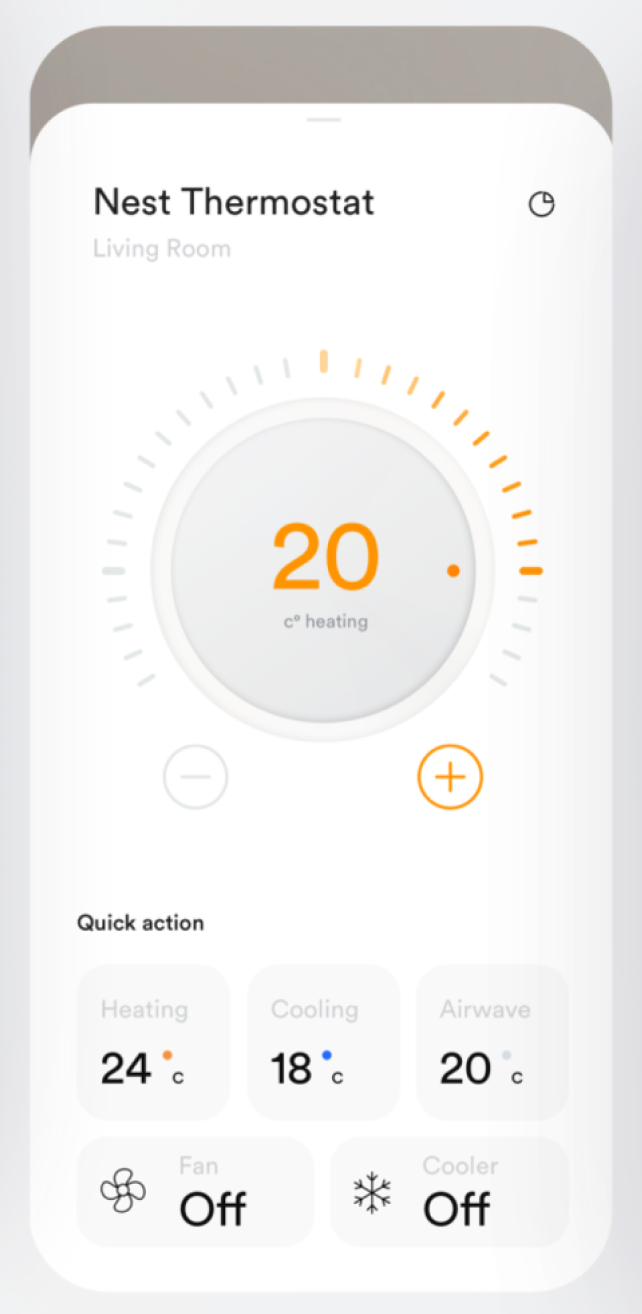 Nest Thermostat
Living Room
20
c° heating
Quick action
Heating
24 c
Cooling
18 c
Airwave
20 c
Fan
Off
Cooler
Off